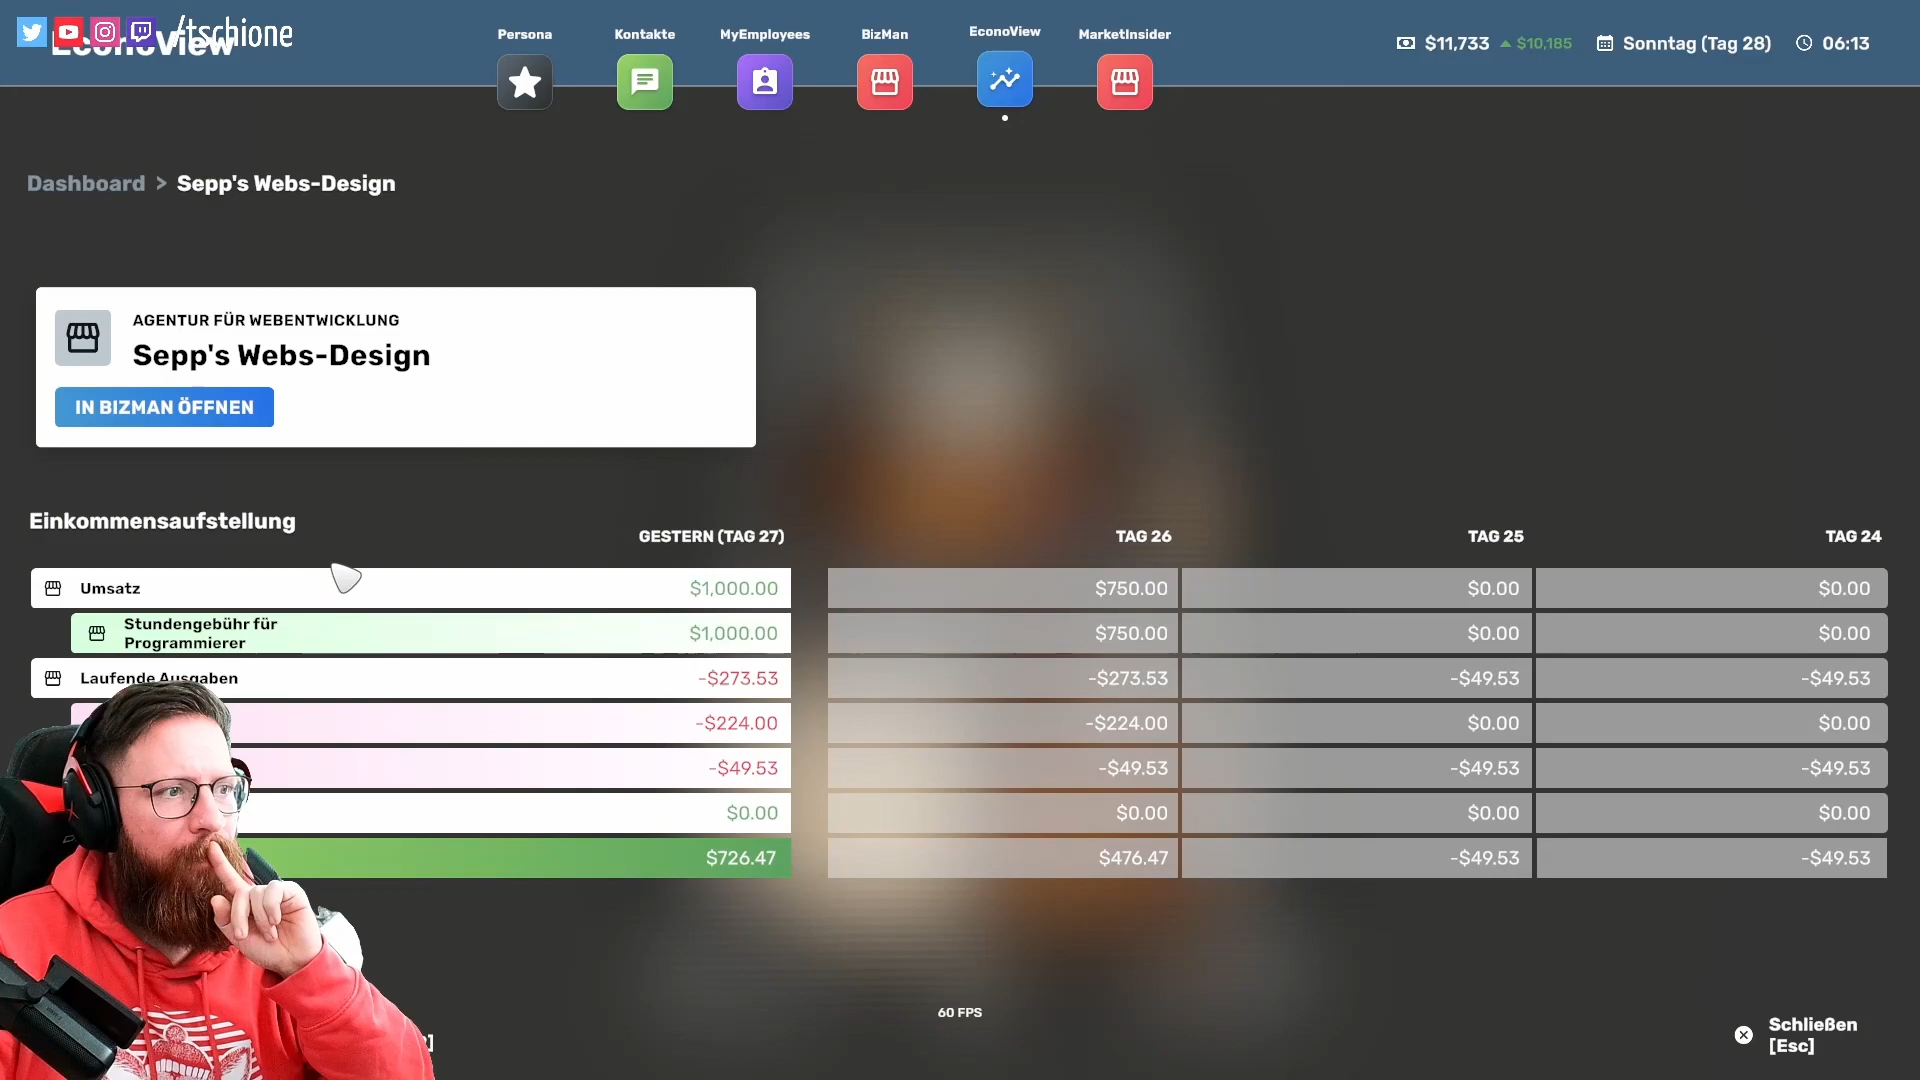 /tschione
EconoView
Persona
Kontakte
MyEmployees
BizMan
EconoView
MarketInsider
$11,733 $10,185 Sonntag (Tag 28) 06:13
Dashboard > Sepp's Webs-Design
AGENTUR FÜR WEBENTWICKLUNG
Sepp's Webs-Design
IN BIZMAN ÖFFNEN
Einkommensaufstellung
GESTERN (TAG 27) TAG 26 TAG 25 TAG 24
Umsatz $1,000.00 $750.00 $0.00 $0.00
Stundengebühr für
Programmierer
$1,000.00 $750.00 $0.00 $0.00
Laufende Ausgaben -$273.53 -$273.53 -$49.53 -$49.53
-$224.00 -$224.00 $0.00 $0.00
-$49.53 -$49.53 -$49.53 -$49.53
$0.00 $0.00 $0.00 $0.00
$726.47 $476.47 -$49.53 -$49.53
60 FPS
Schließen
[Esc]